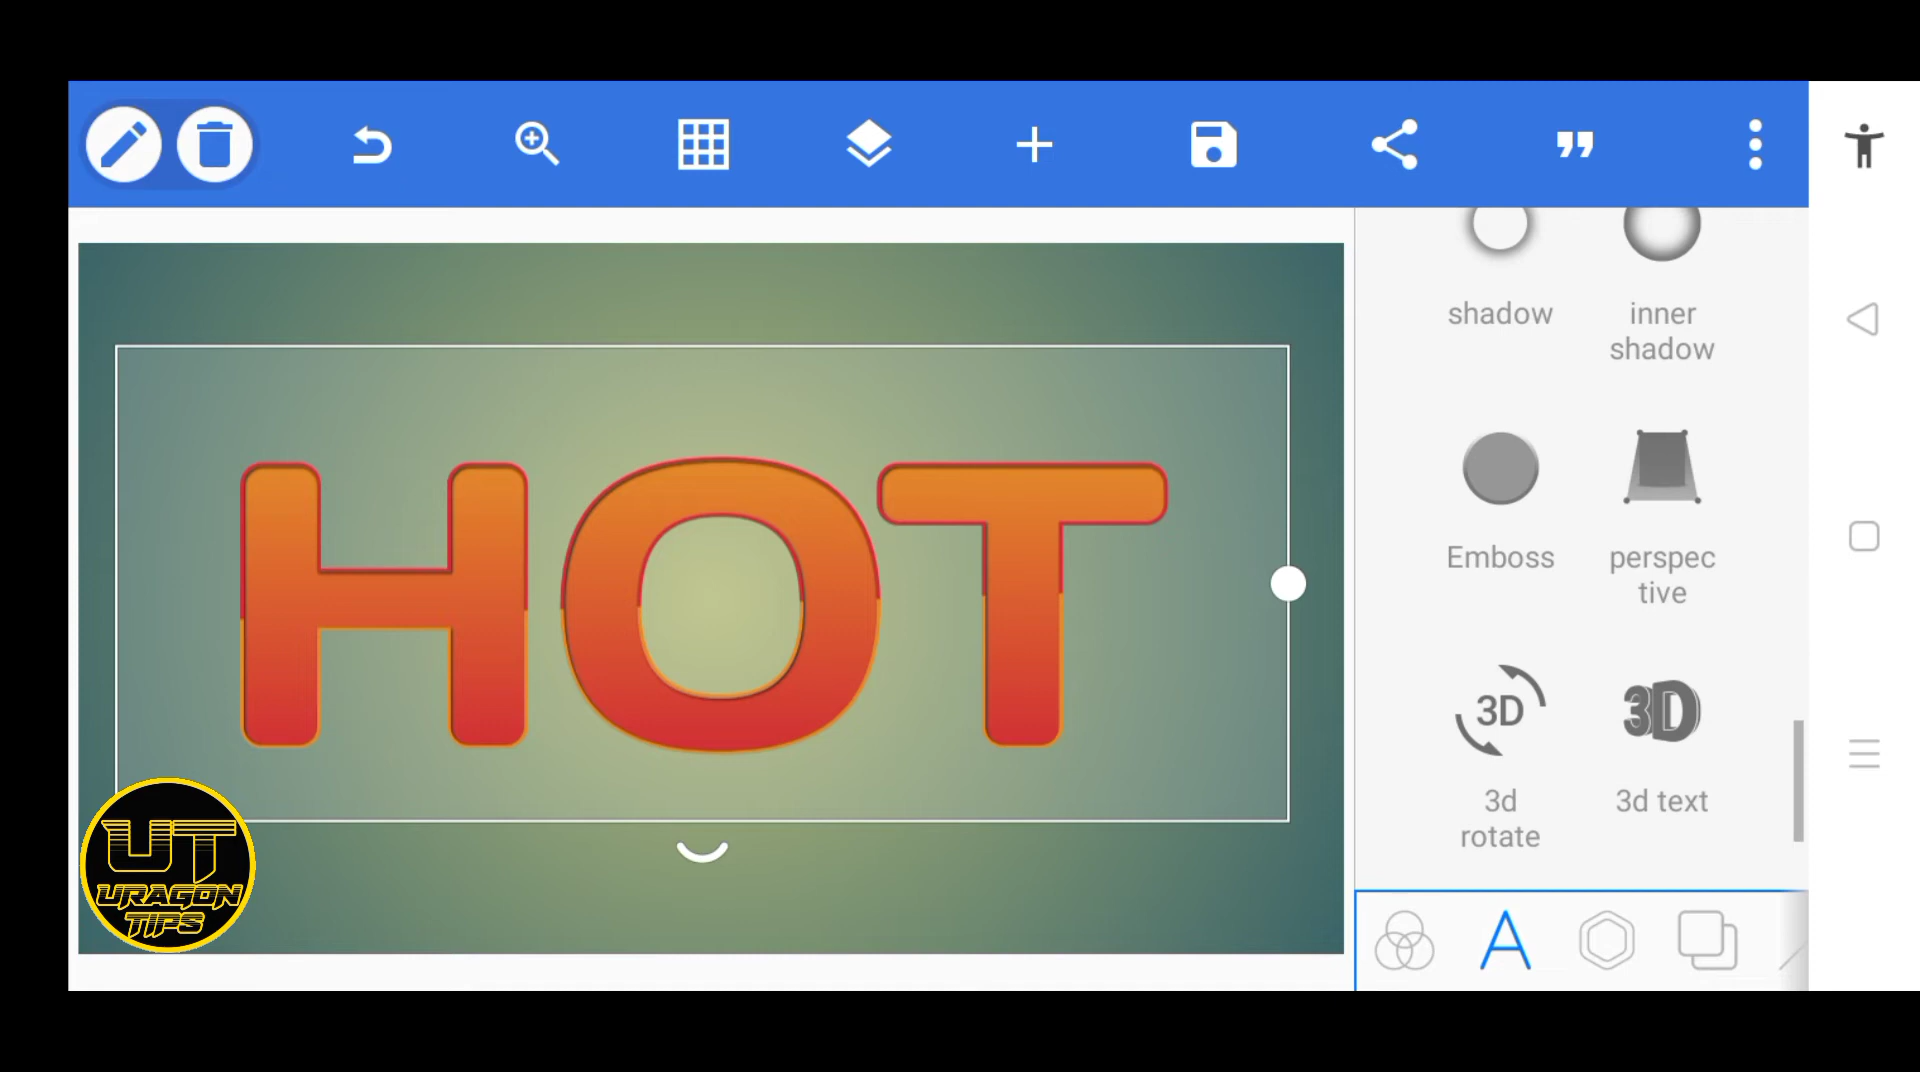 shadow
inner
shadow
HOT
Emboss
perspec
tive
3D
3D
3d
rotate
3d text
UT
URAGON
TIPS
A